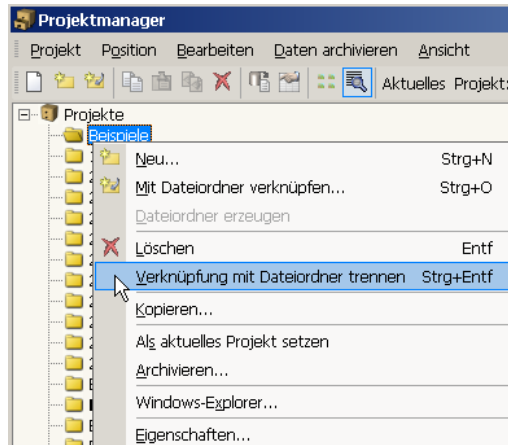 Projektmanager
Projekt Position Bearbeiten Daten archivieren Ansicht
Aktuelles Projekt:
Projekte
Beispiele
Neu... Strg+N
Mit Dateiordner verknüpfen... Strg+O
Dateiordner erzeugen
Löschen Entf
Verknüpfung mit Dateiordner trennen Strg+Entf
Kopieren...
Als aktuelles Projekt setzen
Archivieren...
Windows-Explorer...
Eigenschaften...